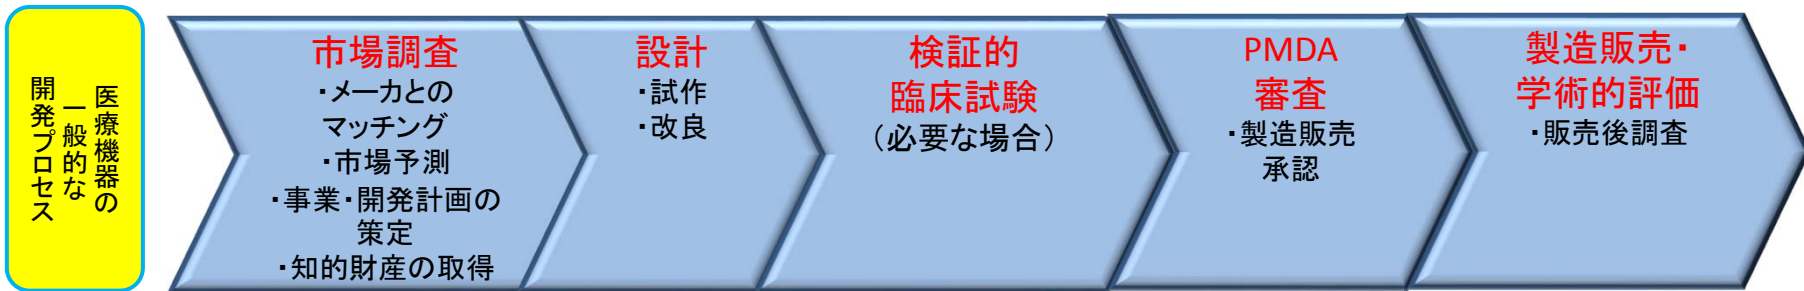 医療機器の
一般的な
開発プロセス
市場調査
・メーカとの
マッチング
・市場予測
・事業・開発計画の
策定
・知的財産の取得
設計
・試作
・改良
検証的
臨床試験
（必要な場合）
PMDA
審査
・製造販売
承認
製造販売・
学術的評価
・販売後調査